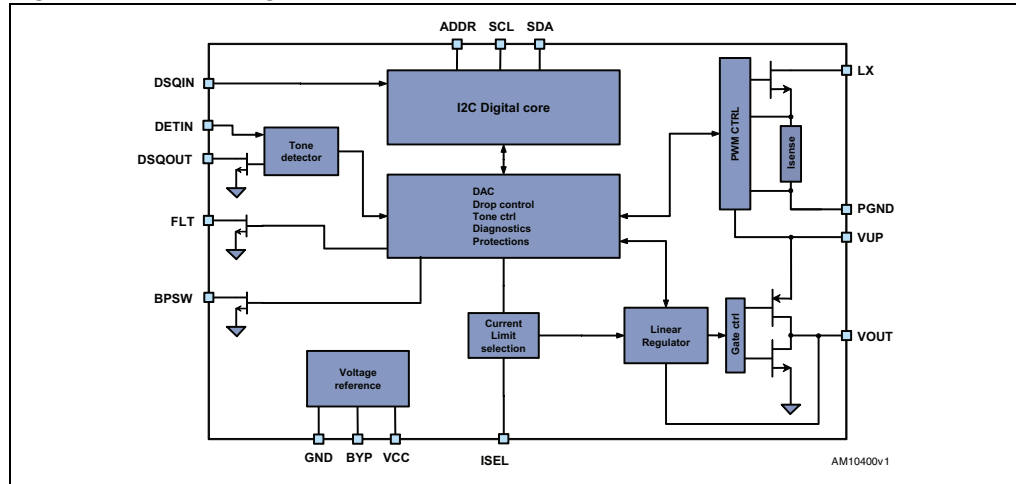 ADDR SCL SDA
DSQIN
I2C Digital core
LX
DETIN
Tone
detector
DSQOUT
PWM CTRL
Isense
DAC
Drop control
Tone ctrl
Diagnostics
Protections
PGND
FLT
VUP
BPSW
Current
Limit
selection
Linear
Regulator
Gate ctrl
VOUT
Voltage
reference
GND BYP VCC
ISEL
AM10400v1